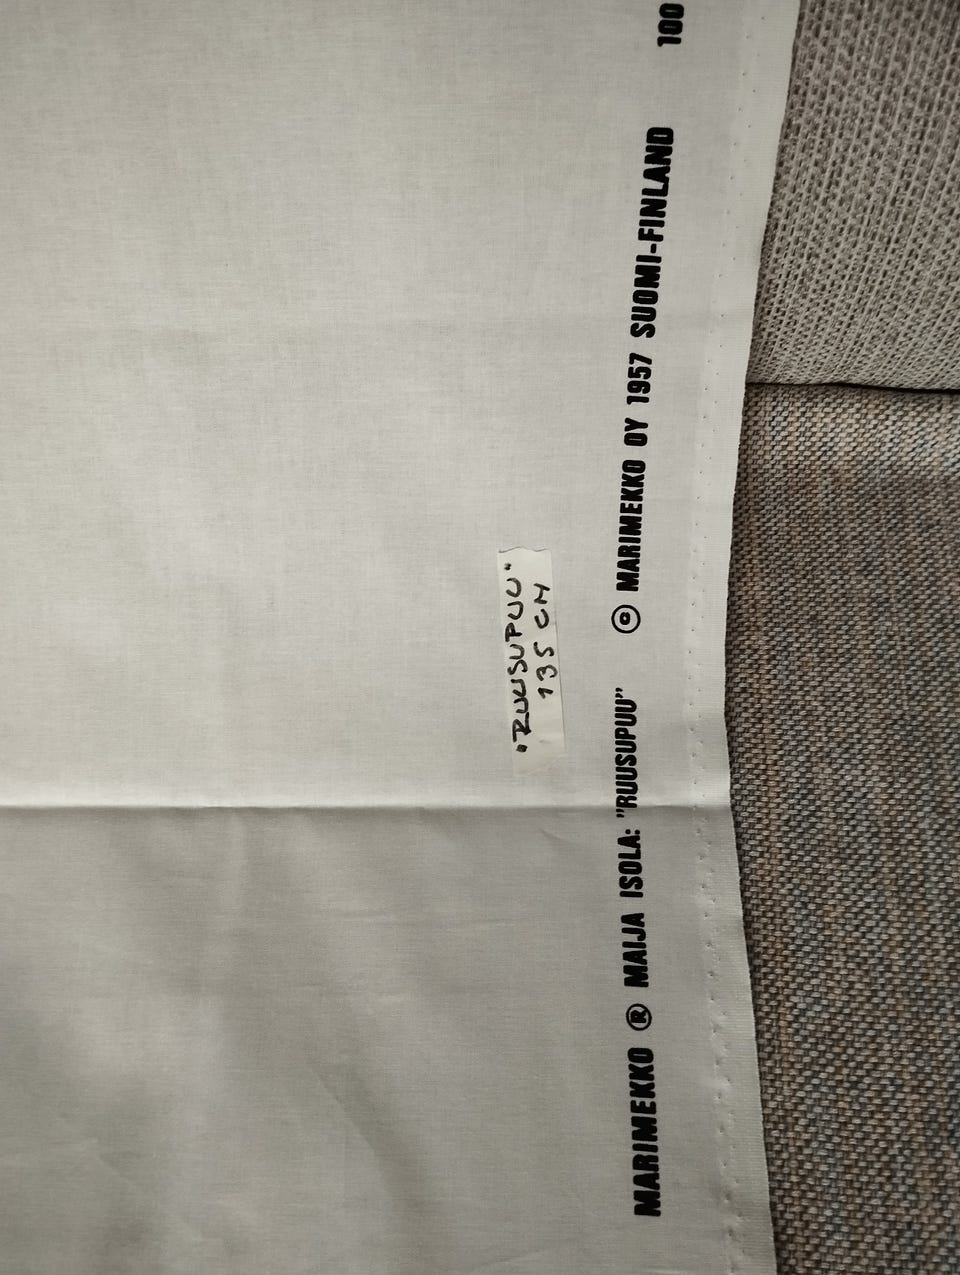 "RUUSUPUU"
135 CM
MARIMEKKO ® MAIJA ISOLA: "RUUSUPUU" © MARIMEKKO OY 1957 SUOMI-FINLAND 100